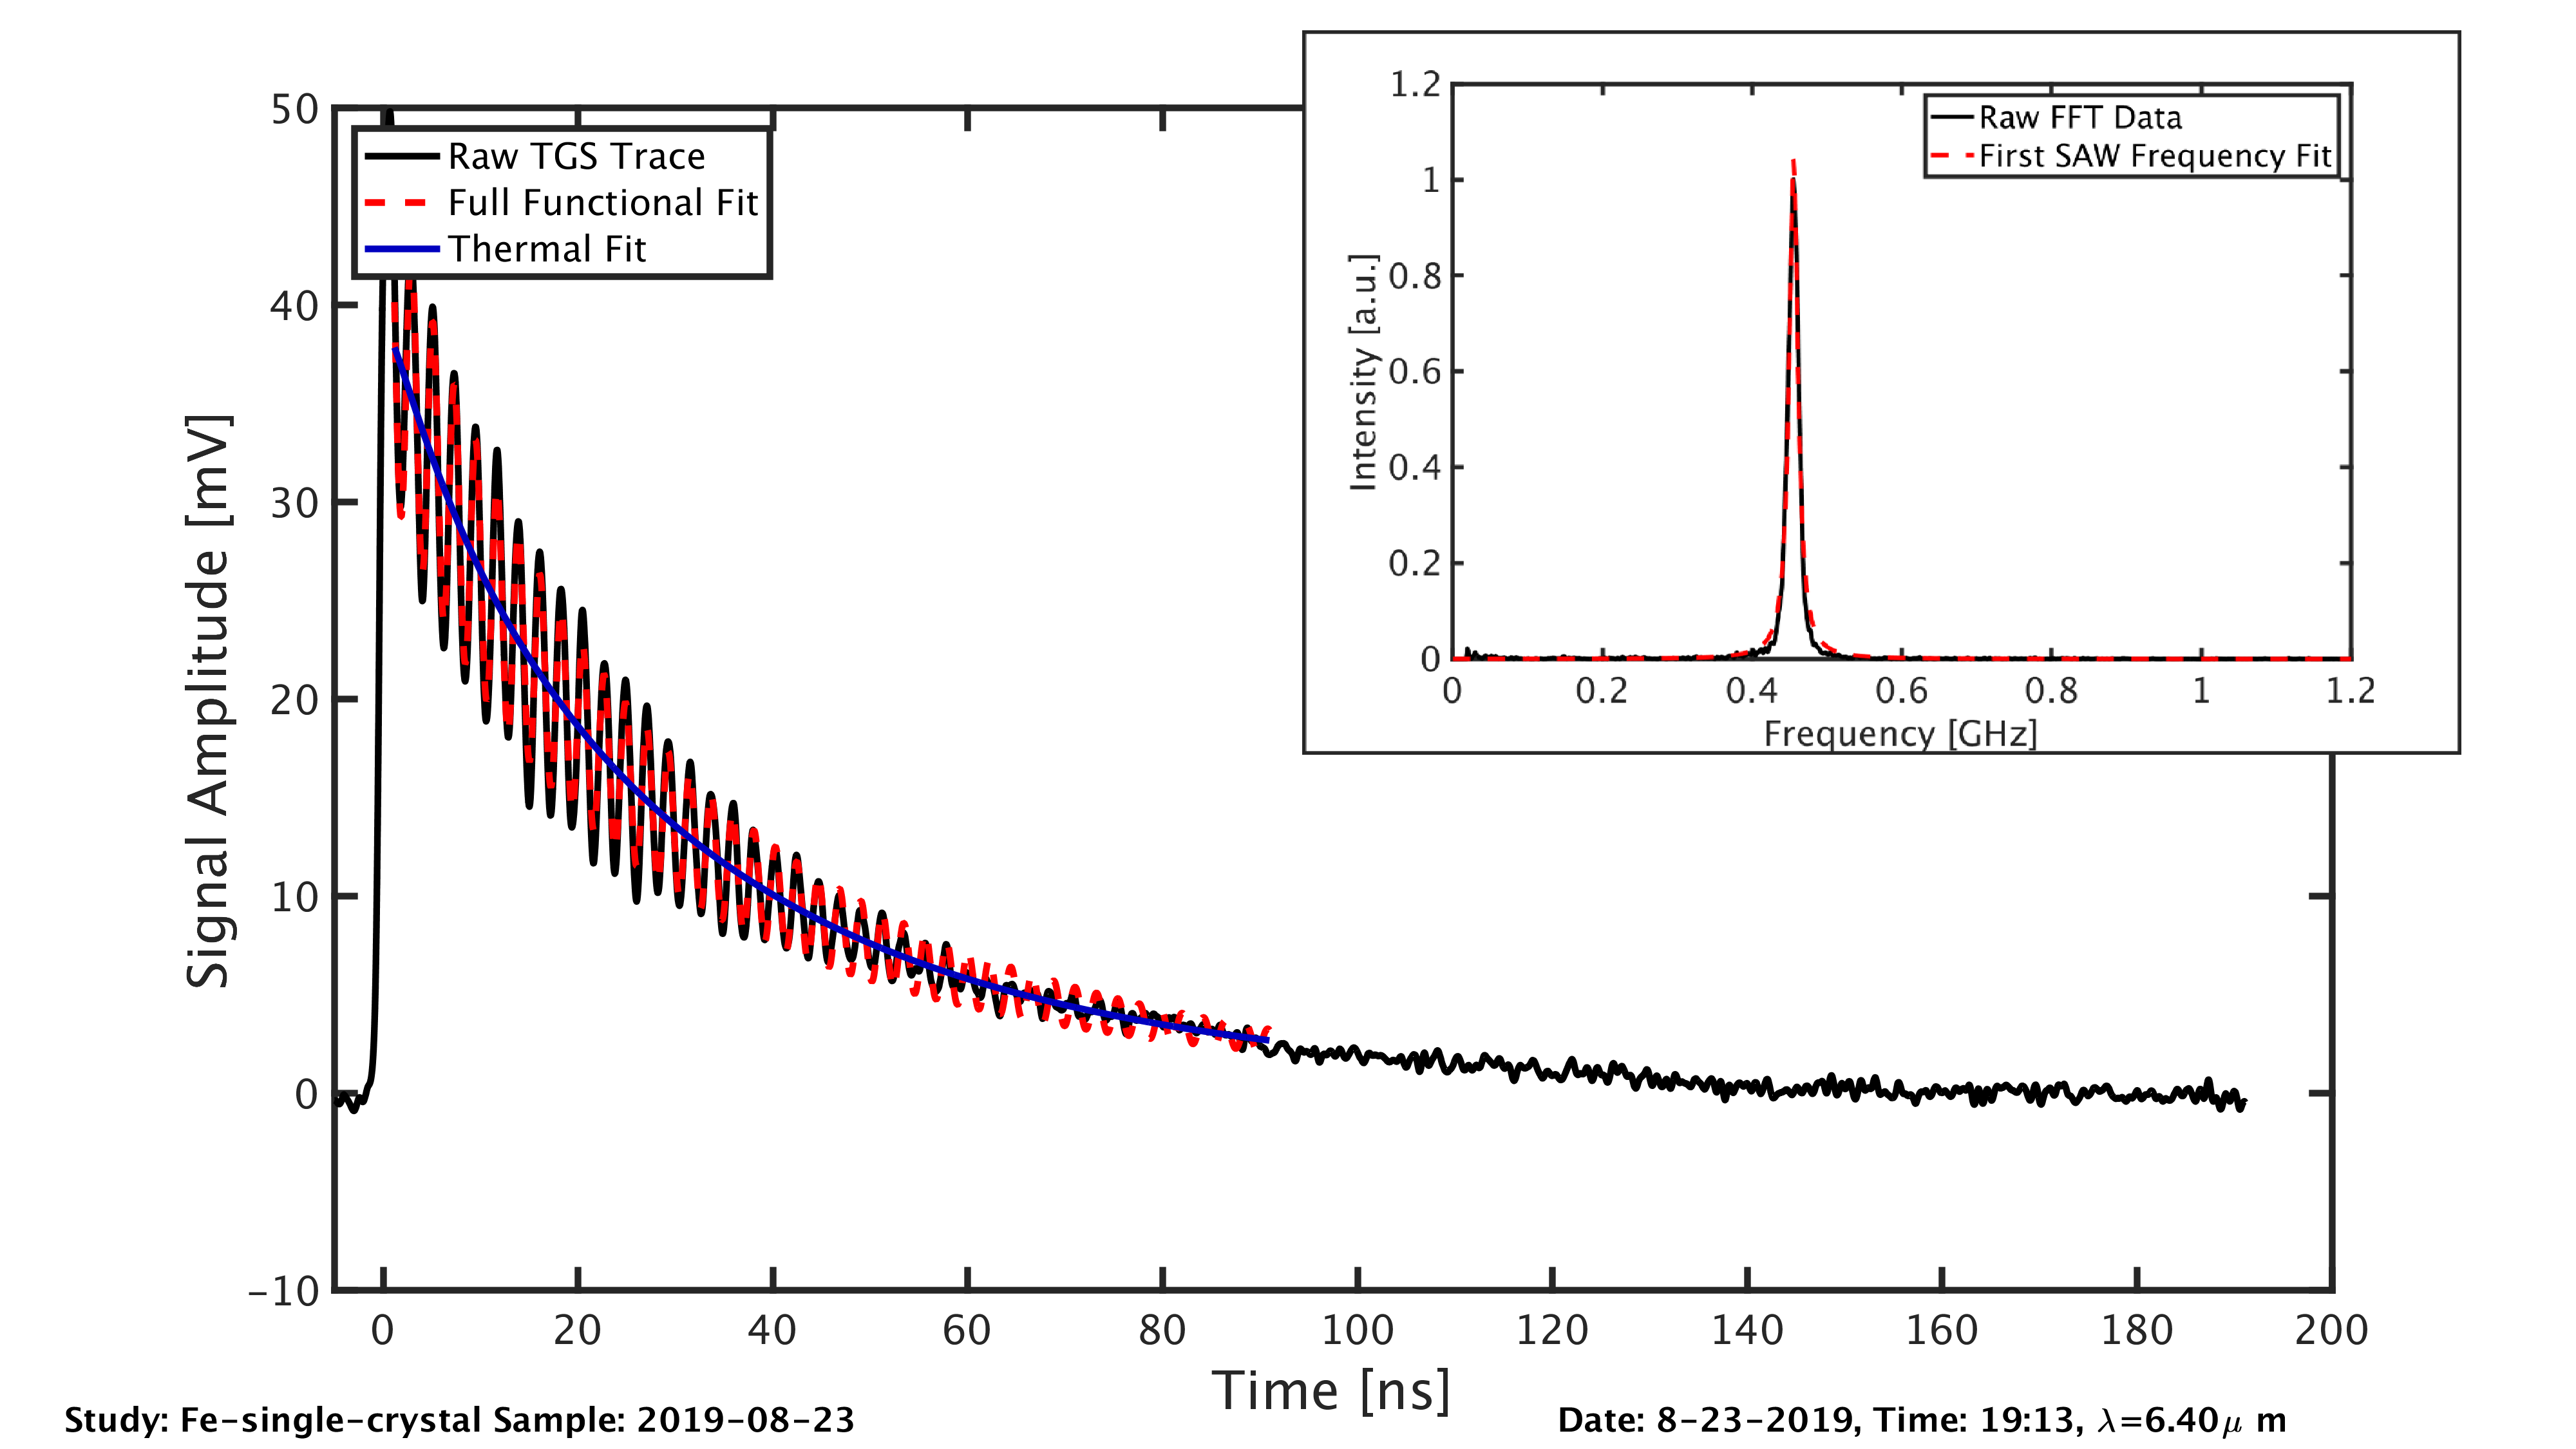 50
40
30
20
10
0
-10
Signal Amplitude [mV]
Raw TGS Trace
Full Functional Fit
Thermal Fit
1.2
1
0.8
0.6
0.4
0.2
0
Intensity [a.u.]
Raw FFT Data
First SAW Frequency Fit
0 0.2 0.4 0.6 0.8 1 1.2
Frequency [GHz]
0 20 40 60 80 100 120 140 160 180 200
Time [ns]
Study: Fe-single-crystal Sample: 2019-08-23
Date: 8-23-2019, Time: 19:13, λ=6.40μ m